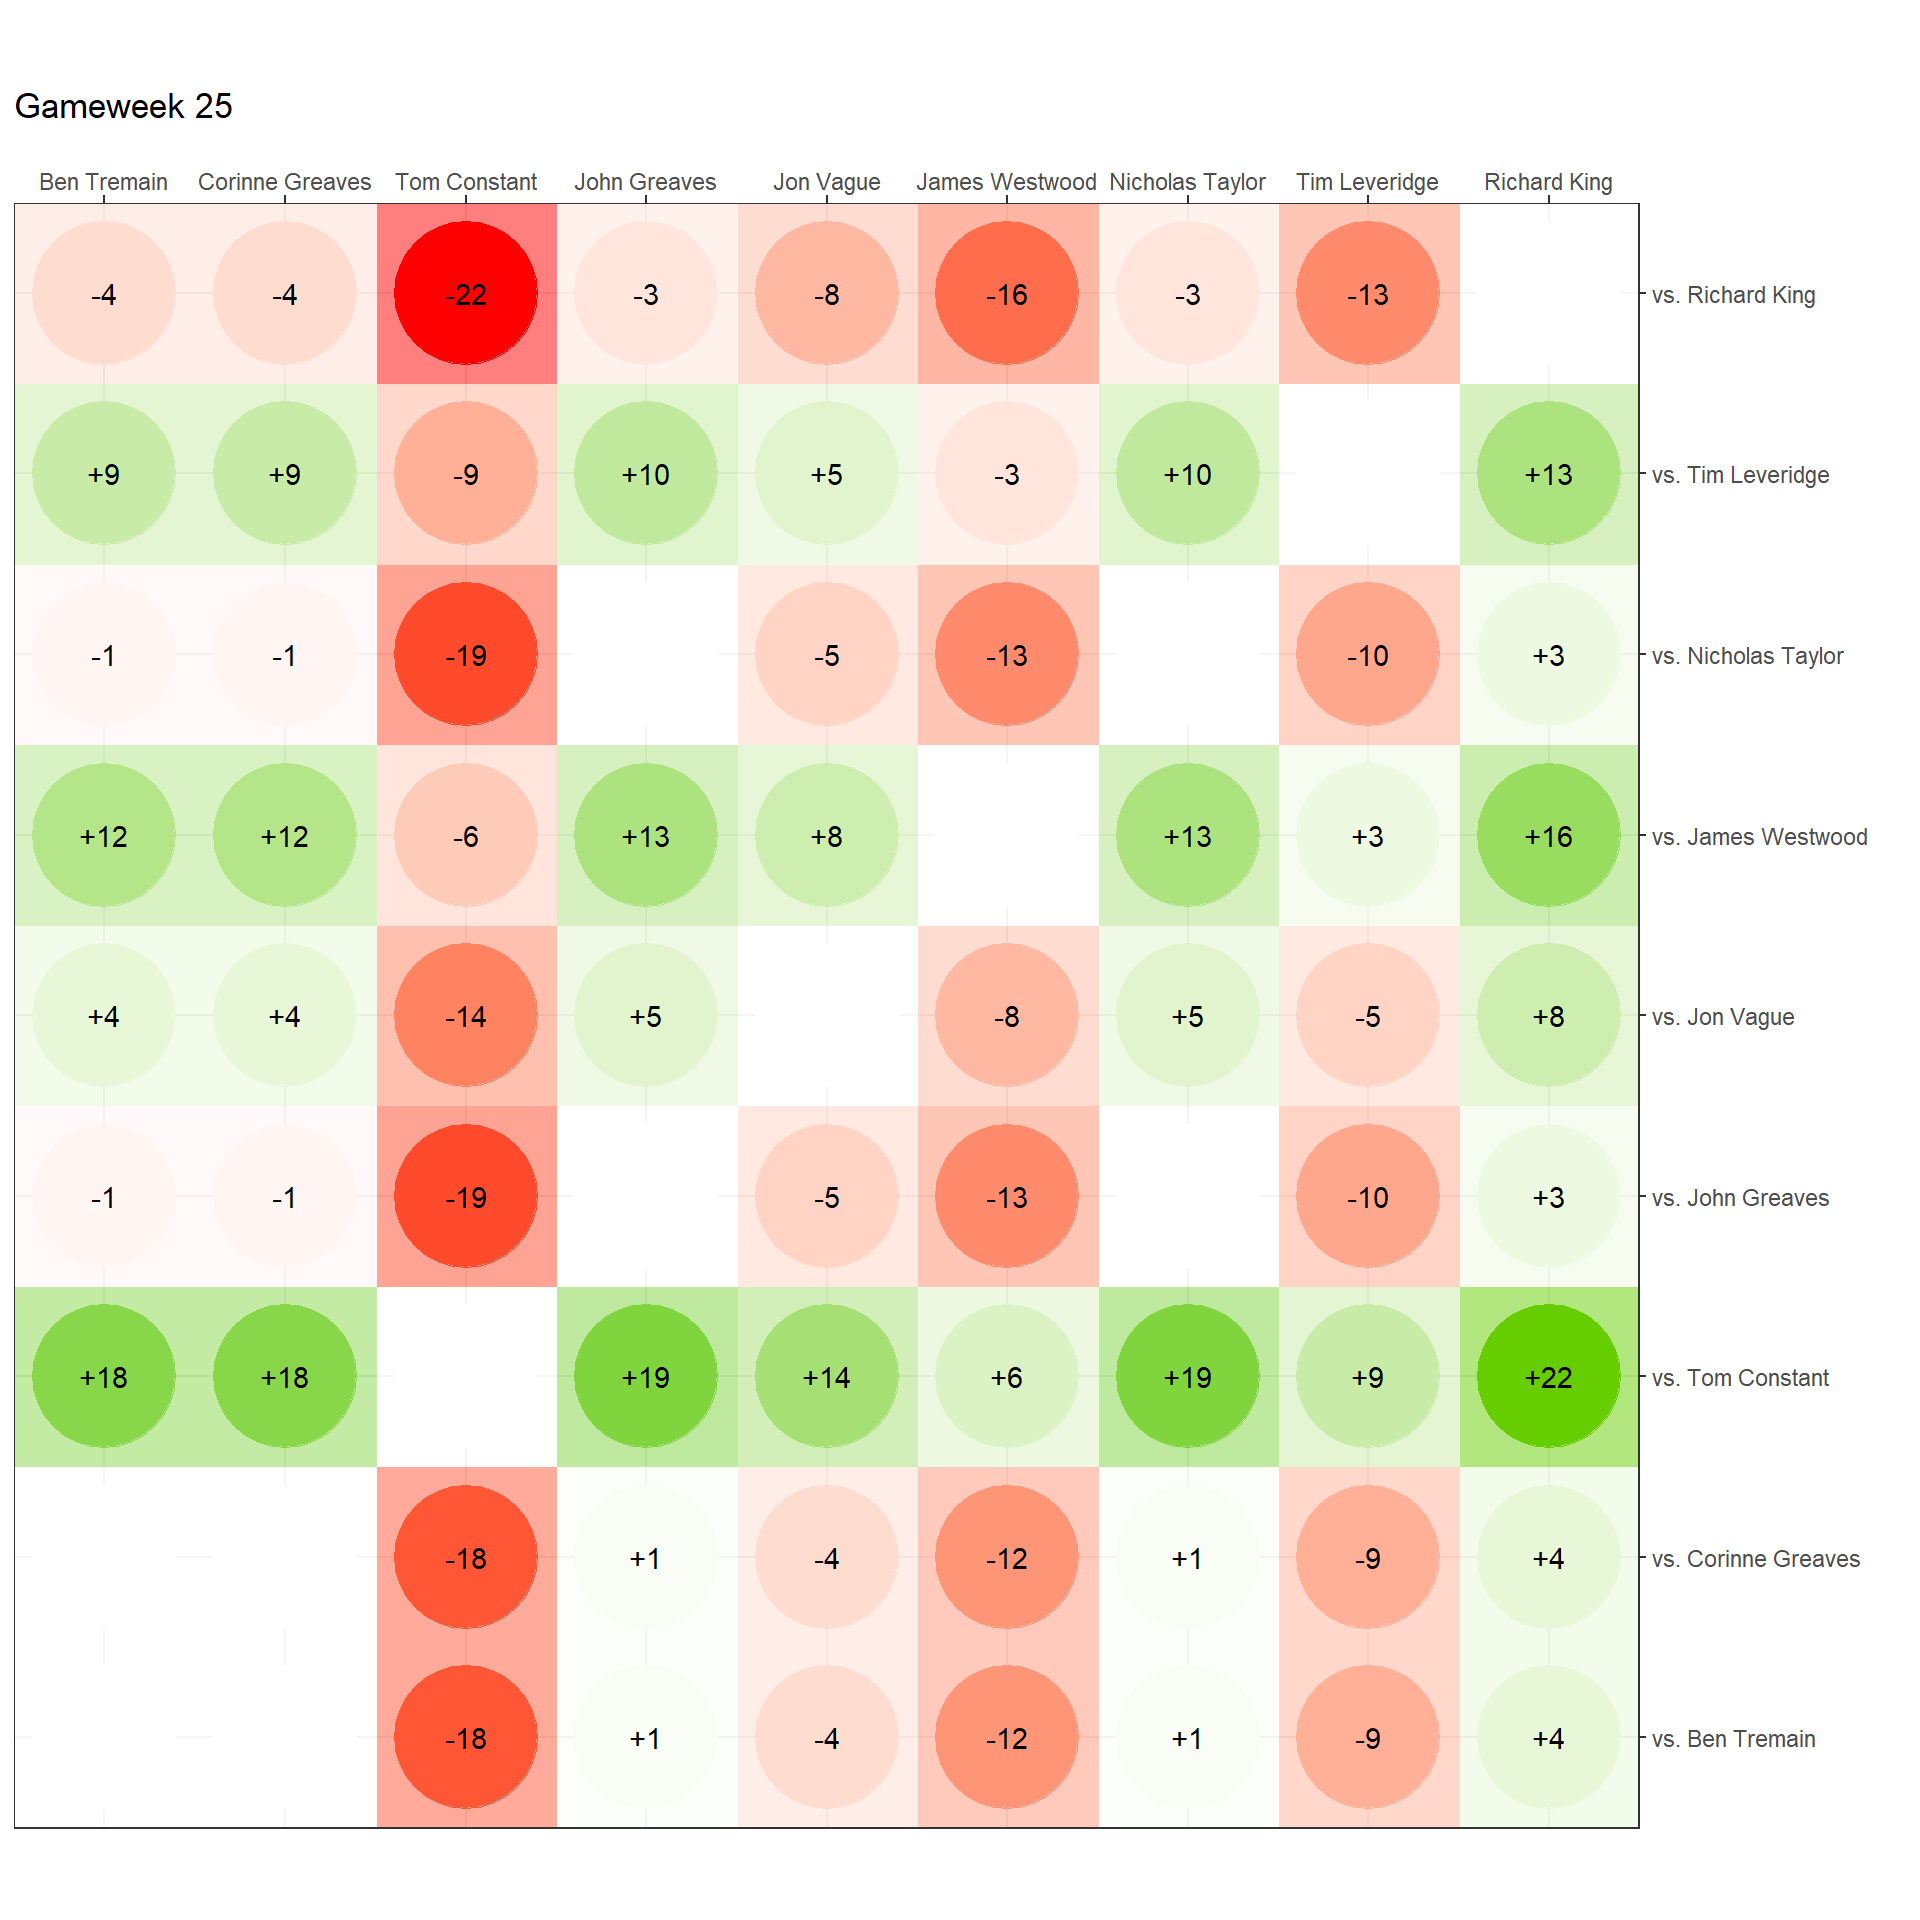 Gameweek 25
Ben Tremain Corinne Greaves Tom Constant John Greaves Jon Vague James Westwood Nicholas Taylor Tim Leveridge Richard King
-4 -4 -22 -3 -8 -16 -3 -13 vs. Richard King
+9 +9 -9 +10 +5 -3 +10 +13 vs. Tim Leveridge
-1 -1 -19 -5 -13 -10 +3 vs. Nicholas Taylor
+12 +12 -6 +13 +8 +13 +3 +16 vs. James Westwood
+4 +4 -14 +5 -8 +5 -5 +8 vs. Jon Vague
-1 -1 -19 -5 -13 -10 +3 vs. John Greaves
+18 +18 +19 +14 +6 +19 +9 +22 vs. Tom Constant
-18 +1 -4 -12 +1 -9 +4 vs. Corinne Greaves
-18 +1 -4 -12 +1 -9 +4 vs. Ben Tremain